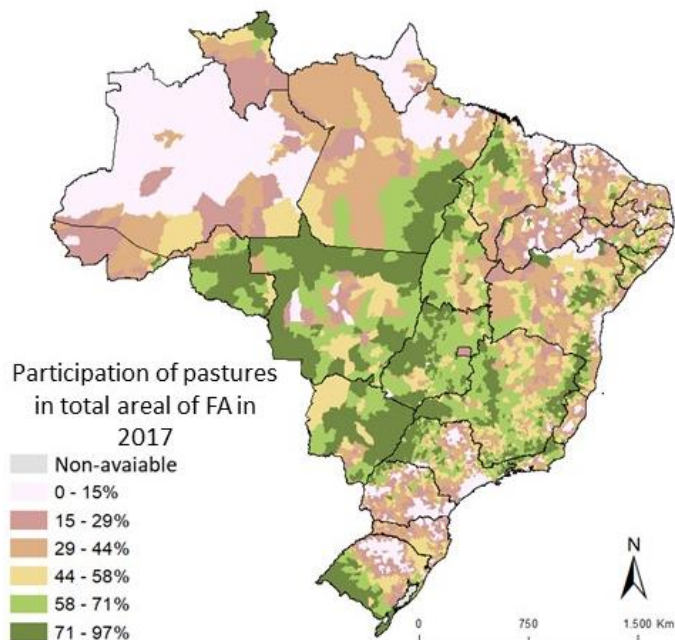 Participation of pastures
in total areal of FA in
2017
Non-avaiable
0 - 15%
15 - 29%
29 - 44%
44 - 58%
58 - 71%
71 - 97%
N
0 750 1.500 Km